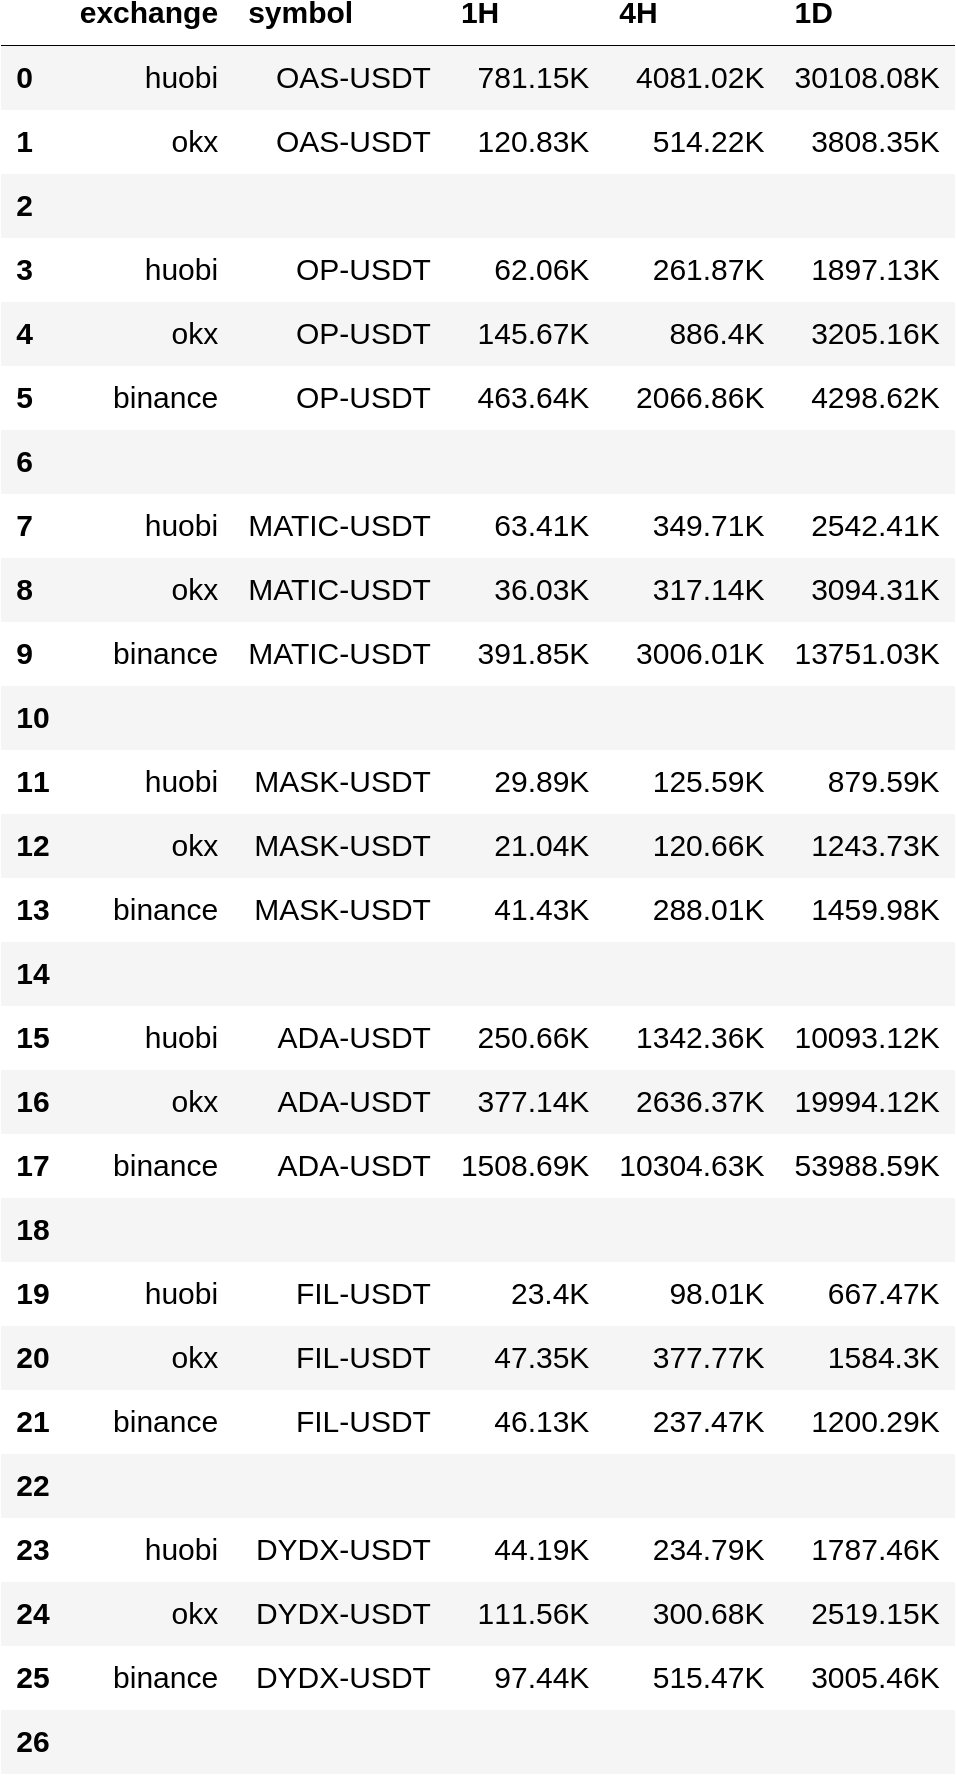 exchange symbol 1H 4H 1D
0 huobi OAS-USDT 781.15K 4081.02K 30108.08K
1 okx OAS-USDT 120.83K 514.22K 3808.35K
2
3 huobi OP-USDT 62.06K 261.87K 1897.13K
4 okx OP-USDT 145.67K 886.4K 3205.16K
5 binance OP-USDT 463.64K 2066.86K 4298.62K
6
7 huobi MATIC-USDT 63.41K 349.71K 2542.41K
8 okx MATIC-USDT 36.03K 317.14K 3094.31K
9 binance MATIC-USDT 391.85K 3006.01K 13751.03K
10
11 huobi MASK-USDT 29.89K 125.59K 879.59K
12 okx MASK-USDT 21.04K 120.66K 1243.73K
13 binance MASK-USDT 41.43K 288.01K 1459.98K
14
15 huobi ADA-USDT 250.66K 1342.36K 10093.12K
16 okx ADA-USDT 377.14K 2636.37K 19994.12K
17 binance ADA-USDT 1508.69K 10304.63K 53988.59K
18
19 huobi FIL-USDT 23.4K 98.01K 667.47K
20 okx FIL-USDT 47.35K 377.77K 1584.3K
21 binance FIL-USDT 46.13K 237.47K 1200.29K
22
23 huobi DYDX-USDT 44.19K 234.79K 1787.46K
24 okx DYDX-USDT 111.56K 300.68K 2519.15K
25 binance DYDX-USDT 97.44K 515.47K 3005.46K
26